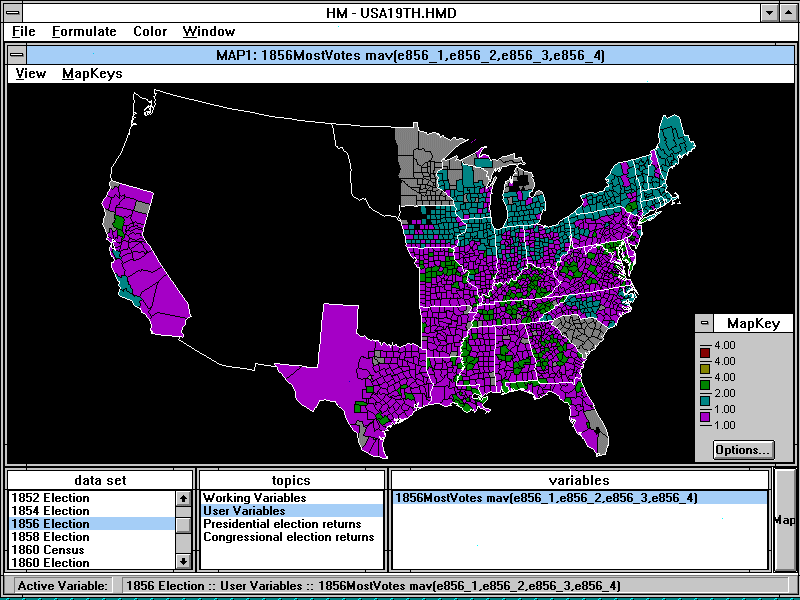 HM - USA19TH.HMD
File Formulate Color Window
MAP1: 1856MostVotes mav(e856_1,e856_2,e856_3,e856_4)
View MapKeys
MapKey
4.00
4.00
4.00
2.00
1.00
1.00
Options...
data set topics variables
1852 Election Working Variables 1856MostVotes mav(e856_1,e856_2,e856_3,e856_4)
1854 Election User Variables
1856 Election Presidential election returns Map
1858 Election Congressional election returns
1860 Census
1860 Election
Active Variable: 1856 Election :: User Variables :: 1856MostVotes mav(e856_1,e856_2,e856_3,e856_4)